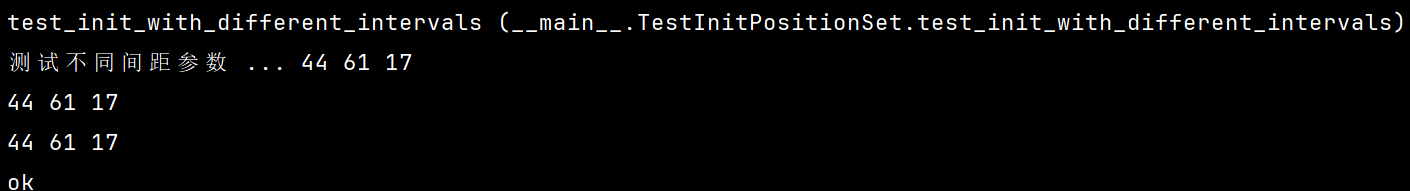 test_init_with_different_intervals (__main__.TestInitPositionSet.test_init_with_different_intervals)
测试不同间距参数 ... 44 61 17
44 61 17
44 61 17
ok